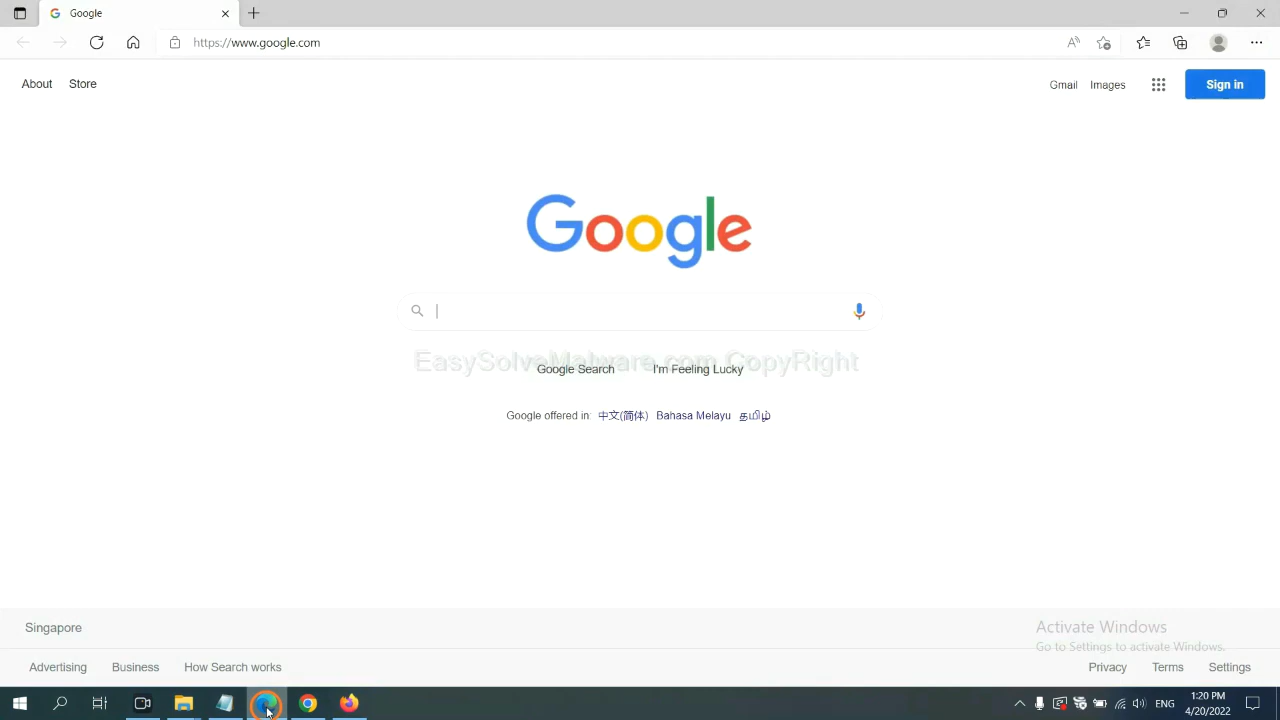 Google
https://www.google.com
About Store
Gmail Images Sign in
Google
EasySolveMalware.com CopyRight
Google Search I'm Feeling Lucky
Google offered in: 中文(简体) Bahasa Melayu தமிழ்
Singapore
Activate Windows
Go to Settings to activate Windows.
Advertising Business How Search works
Privacy Terms Settings
ENG
1:20 PM
4/20/2022